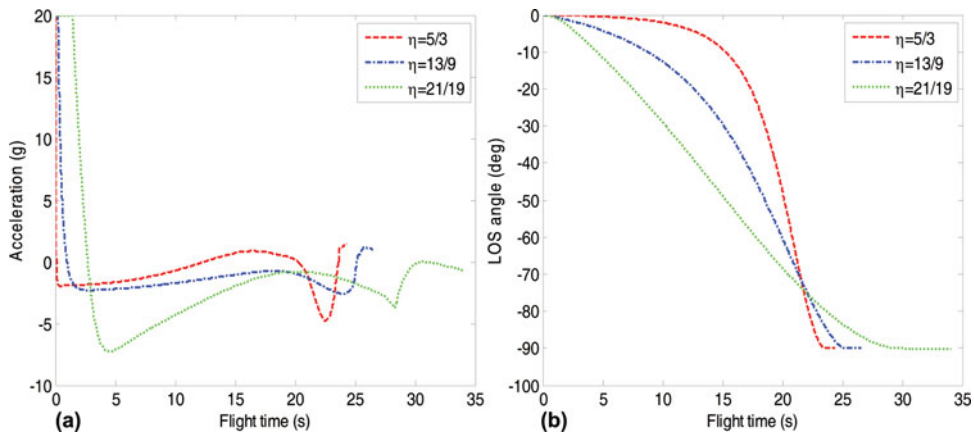 20
15
10
5
0
-5
-10
Acceleration (g)
0 5 10 15 20 25 30 35
Flight time (s)
(a)
η=5/3
η=13/9
η=21/19
0
-10
-20
-30
-40
-50
-60
-70
-80
-90
-100
LOS angle (deg)
0 5 10 15 20 25 30 35
Flight time (s)
(b)
η=5/3
η=13/9
η=21/19